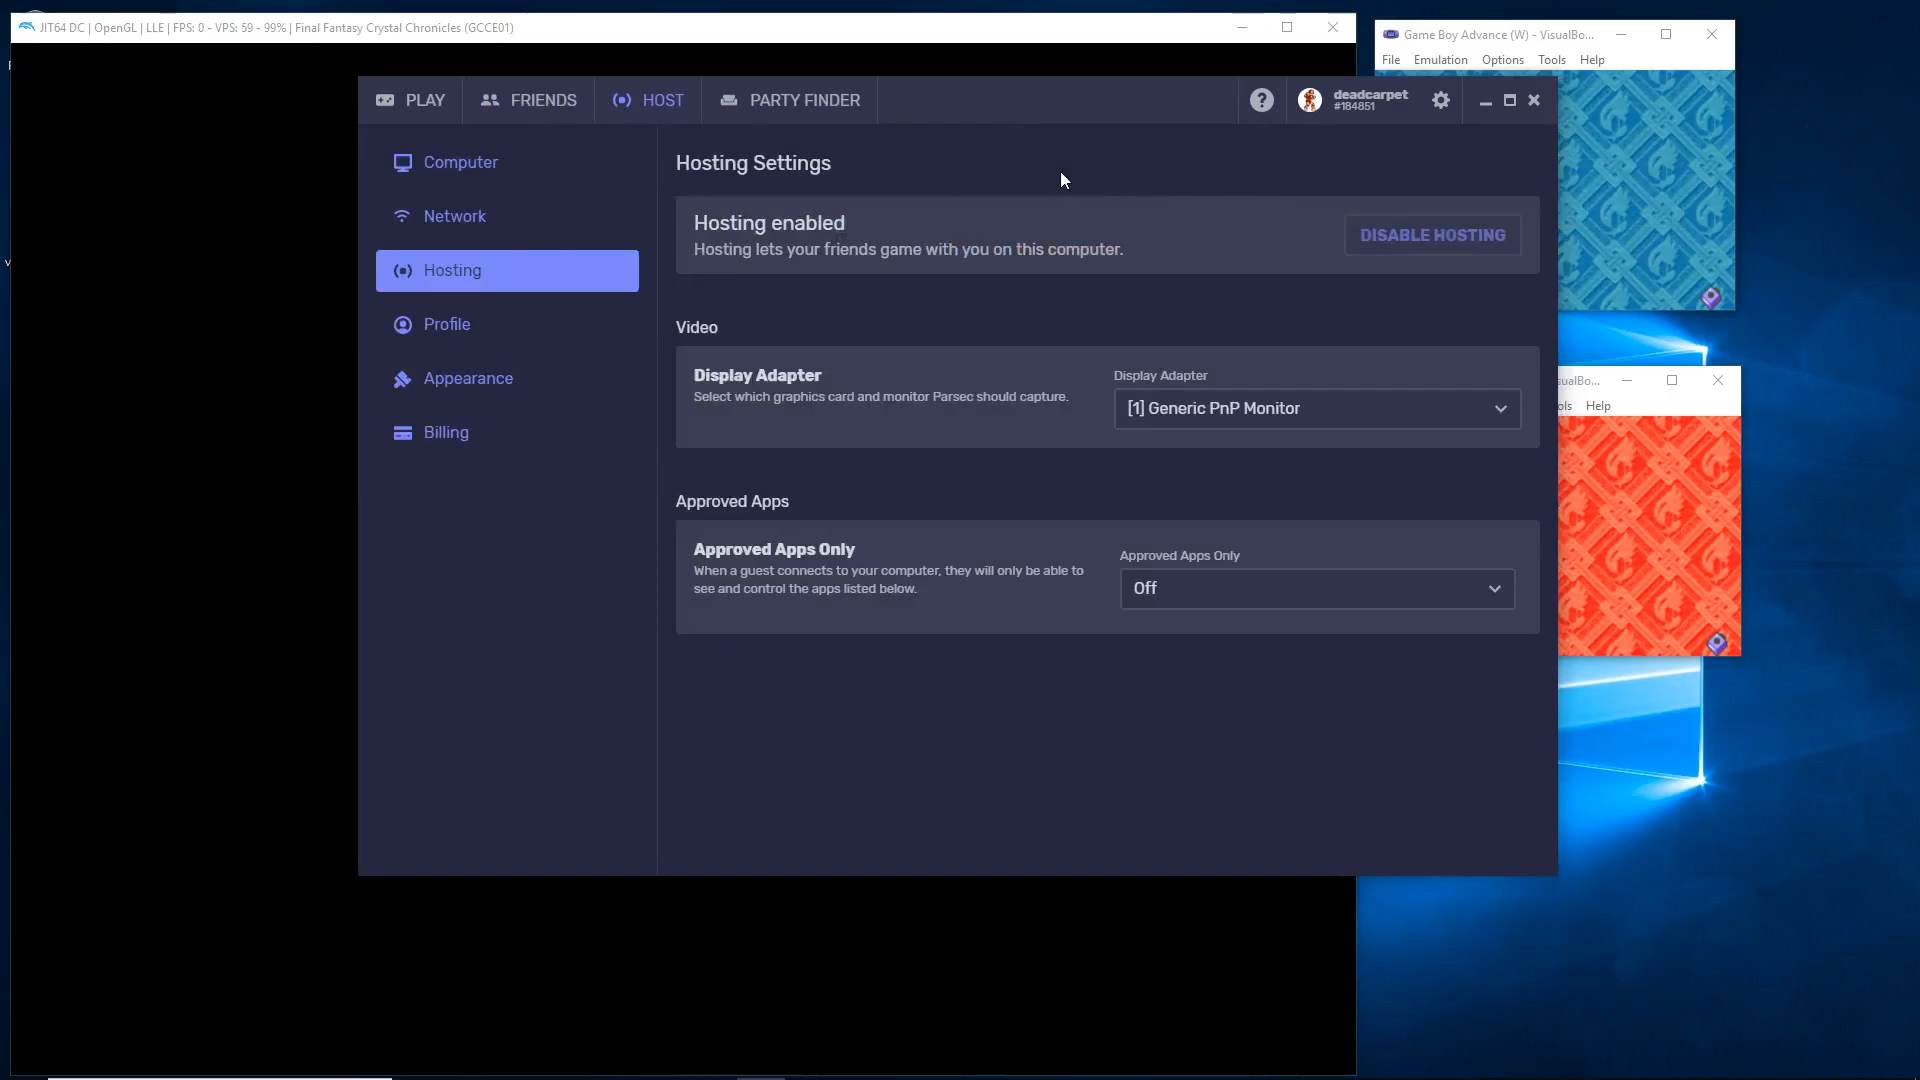 JIT64 DC | OpenGL | LLE | FPS: 0 - VPS: 59 - 99% | Final Fantasy Crystal Chronicles (GCCE01)
Game Boy Advance (W) - VisualBo...
File Emulation Options Tools Help
PLAY
FRIENDS
HOST
PARTY FINDER
?
deadcarpet
#184851
Computer
Network
Hosting
Profile
Appearance
Billing
Hosting Settings
Hosting enabled
Hosting lets your friends game with you on this computer.
DISABLE HOSTING
Video
Display Adapter
Select which graphics card and monitor Parsec should capture.
Display Adapter
[1] Generic PnP Monitor
Approved Apps
Approved Apps Only
When a guest connects to your computer, they will only be able to
see and control the apps listed below.
Approved Apps Only
Off
sualBo...
ols Help